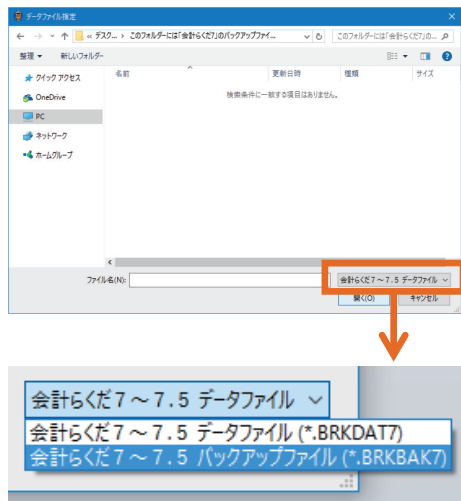 データファイル指定
« デスク... › このフォルダーには「会計らくだ7」のバックアップファイ...
このフォルダーには「会計らくだ7」の...
整理 新しいフォルダー
名前 更新日時 種類 サイズ
検索条件に一致する項目はありません。
クイック アクセス
OneDrive
PC
ネットワーク
ホームグループ
ファイル名(N):
会計らくだ7～7.5 データファイル
開く(O) キャンセル
会計らくだ7～7.5 データファイル
会計らくだ7～7.5 データファイル (*.BRKDAT7)
会計らくだ7～7.5 バックアップファイル (*.BRKBAK7)